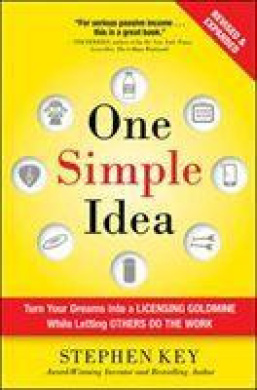 REVISED &
EXPANDED
"For serious passive income . . .
this is a great book."
One
Simple
Idea
Turn Your Dreams into a LICENSING GOLDMINE
While Letting OTHERS DO THE WORK
STEPHEN KEY
Award-Winning Inventor and Bestselling Author